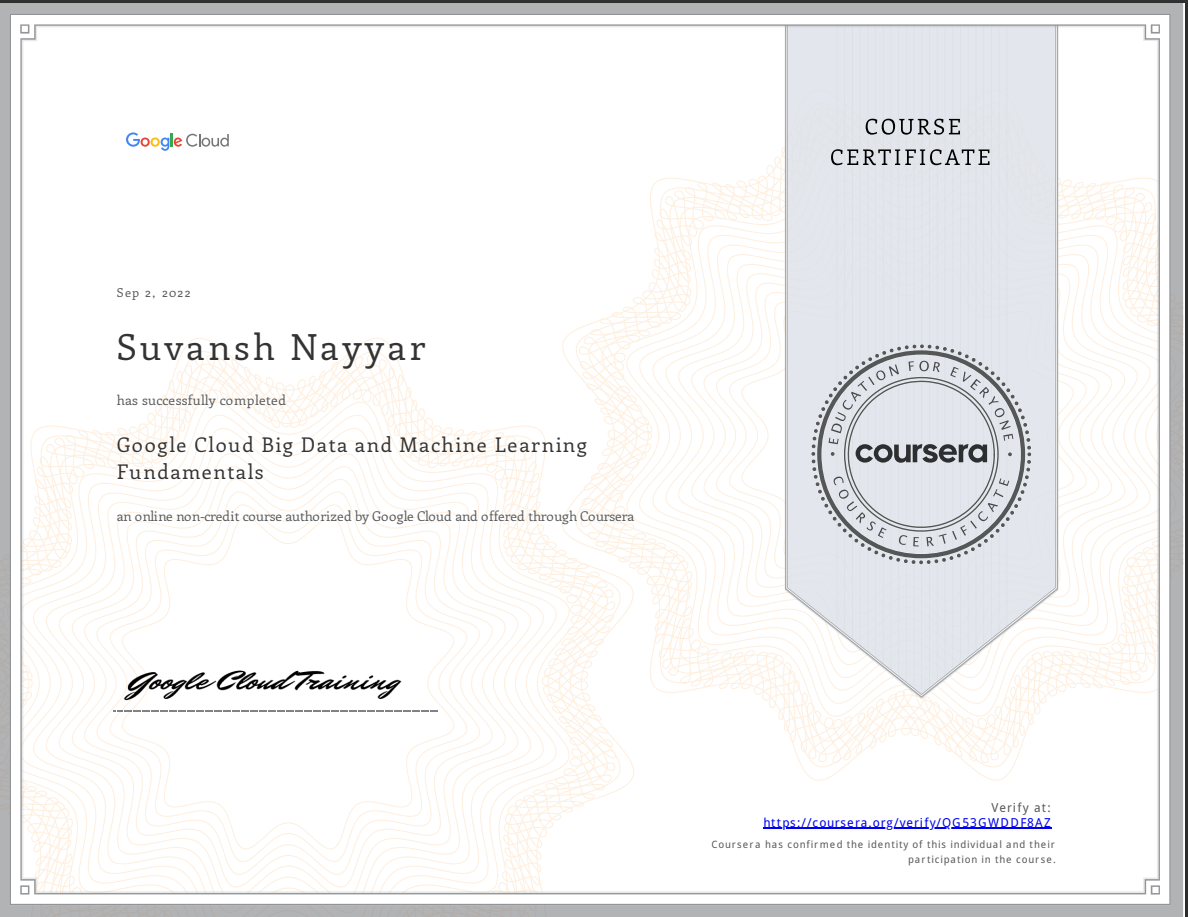 Google Cloud
COURSE
CERTIFICATE
Sep 2, 2022
Suvansh Nayyar
has successfully completed
Google Cloud Big Data and Machine Learning
Fundamentals
an online non-credit course authorized by Google Cloud and offered through Coursera
EDUCATION FOR EVERYONE
coursera
COURSE CERTIFICATE
Google Cloud Training
Verify at:
https://coursera.org/verify/QG53GWDDF8AZ
Coursera has confirmed the identity of this individual and their
participation in the course.